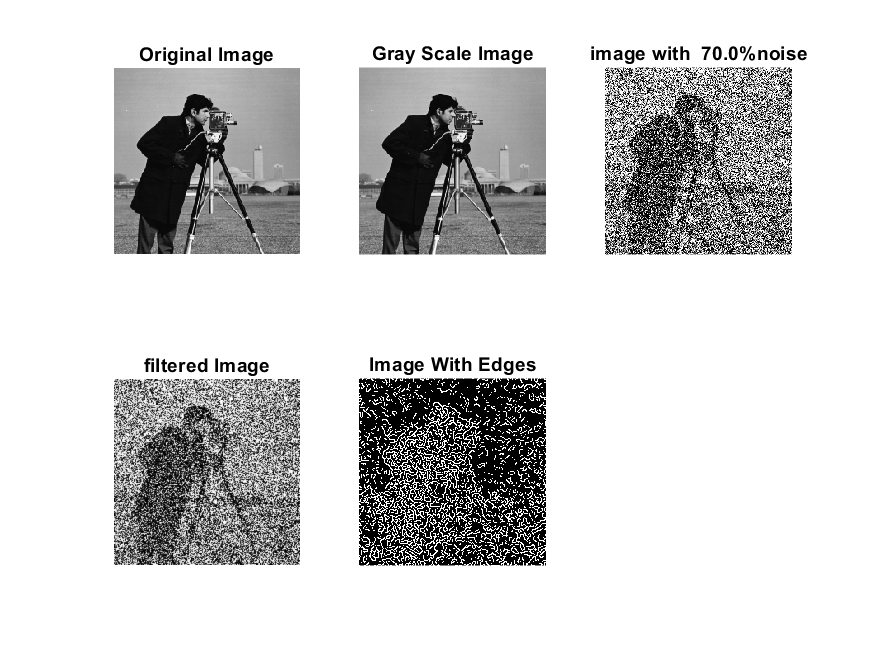 Original Image
Gray Scale Image
image with  70.0%noise
filtered Image
Image With Edges